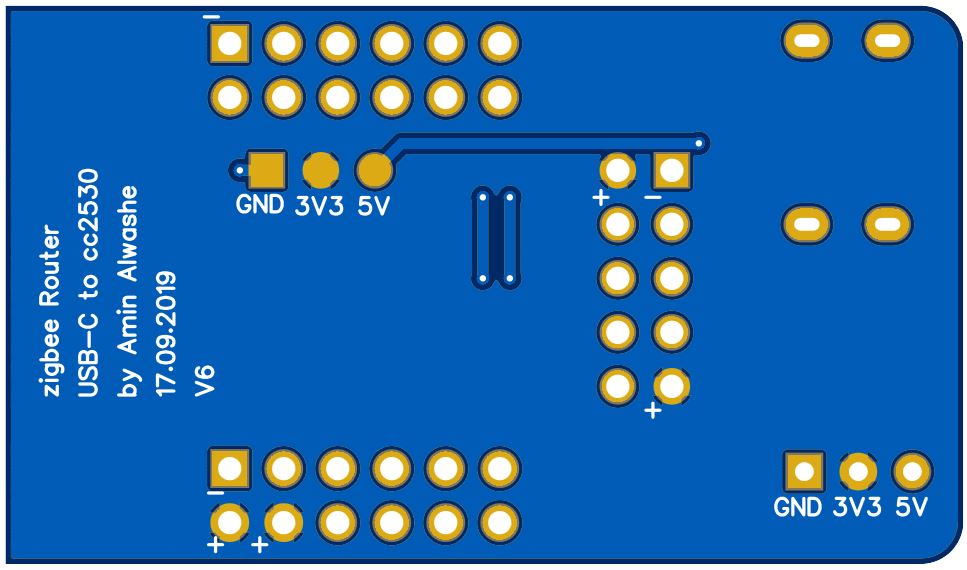 GND 3V3 5V
+ −
zigbee Router
USB-C to cc2530
by Amin Alwashe
17.09.2019
V6
+
−
+ +
GND 3V3 5V